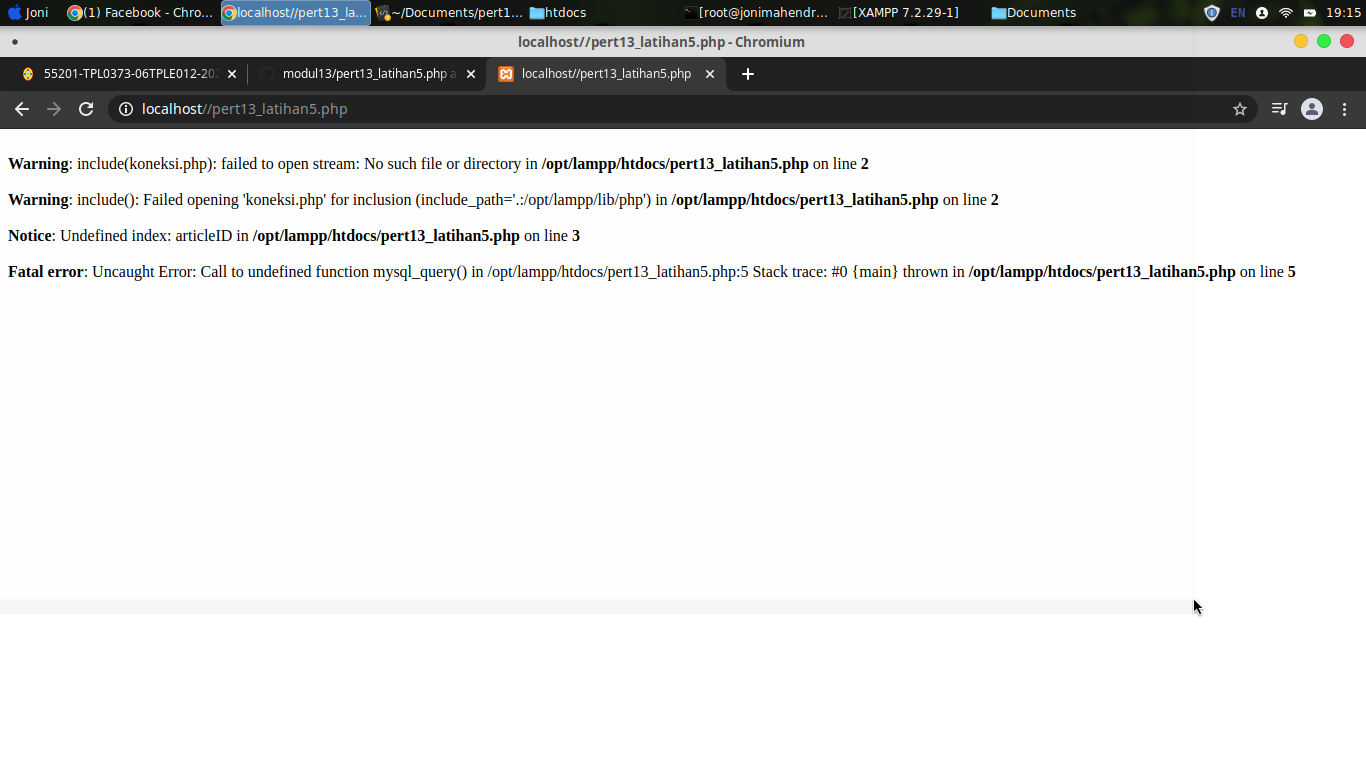 Joni (1) Facebook - Chro... localhost//pert13_la... ~/Documents/pert1... htdocs [root@jonimahendr... [XAMPP 7.2.29-1] Documents EN 19:15
localhost//pert13_latihan5.php - Chromium
55201-TPL0373-06TPLE012-202 modul13/pert13_latihan5.php a localhost//pert13_latihan5.php
localhost//pert13_latihan5.php
Warning: include(koneksi.php): failed to open stream: No such file or directory in /opt/lampp/htdocs/pert13_latihan5.php on line 2
Warning: include(): Failed opening 'koneksi.php' for inclusion (include_path='.:/opt/lampp/lib/php') in /opt/lampp/htdocs/pert13_latihan5.php on line 2
Notice: Undefined index: articleID in /opt/lampp/htdocs/pert13_latihan5.php on line 3
Fatal error: Uncaught Error: Call to undefined function mysql_query() in /opt/lampp/htdocs/pert13_latihan5.php:5 Stack trace: #0 {main} thrown in /opt/lampp/htdocs/pert13_latihan5.php on line 5